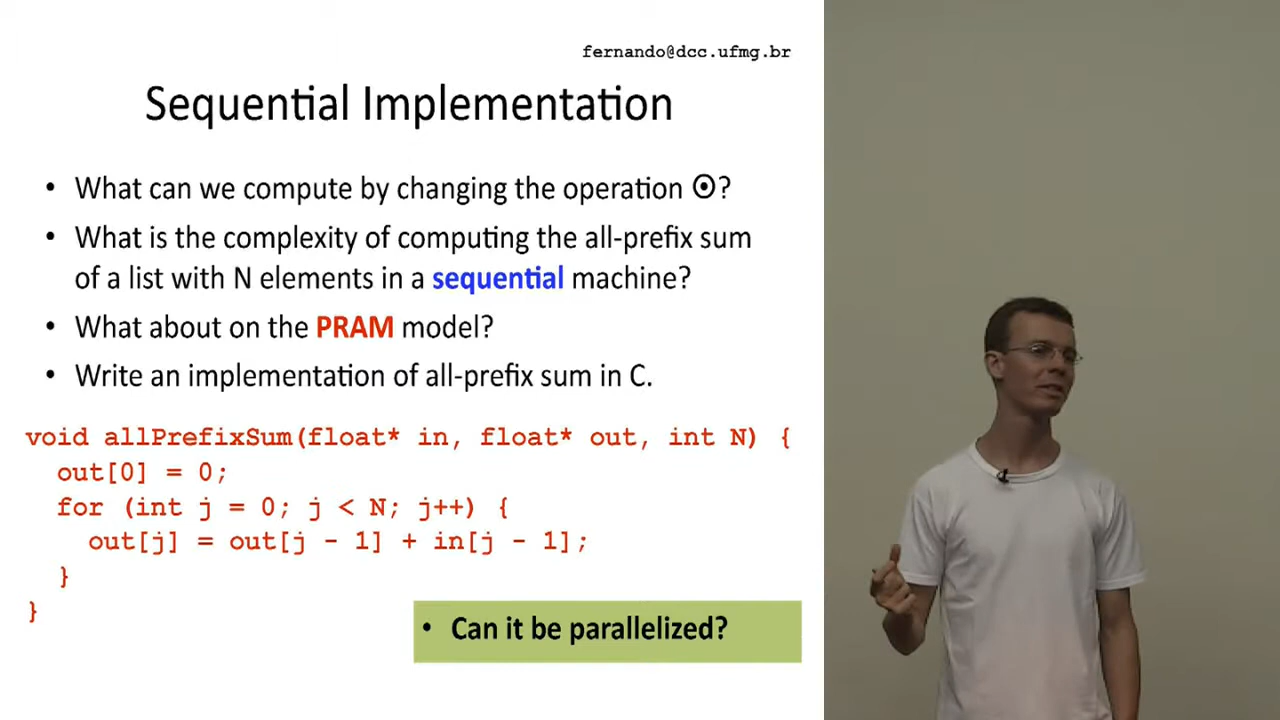 fernando@dcc.ufmg.br
Sequential Implementation
• What can we compute by changing the operation ⊙?
• What is the complexity of computing the all-prefix sum
of a list with N elements in a sequential machine?
• What about on the PRAM model?
• Write an implementation of all-prefix sum in C.
void allPrefixSum(float* in, float* out, int N) {
out[0] = 0;
for (int j = 0; j < N; j++) {
out[j] = out[j - 1] + in[j - 1];
}
}
• Can it be parallelized?